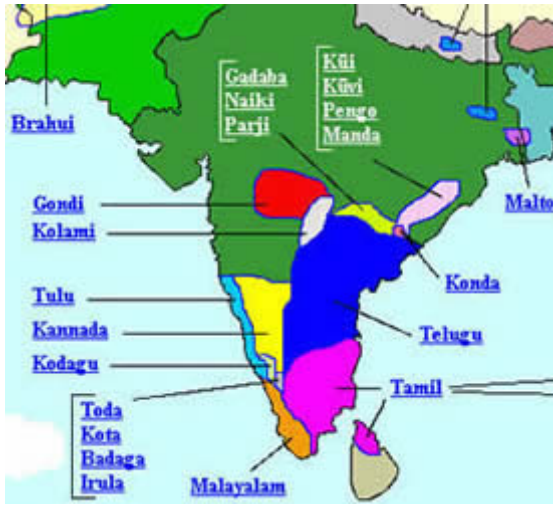 Gadaba
Naiki
Parji
Kūi
Kūvi
Pengo
Manda
Brahui
Malto
Gondi
Kolami
Konda
Tulu
Kannada
Telugu
Kodagu
Tamil
Toda
Kota
Badaga
Irula
Malayalam